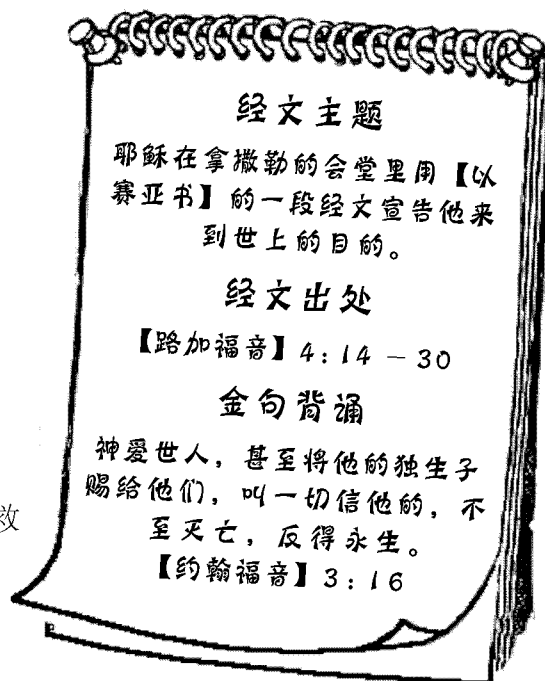 经文主题
耶稣在拿撒勒的会堂里用【以
赛亚书】的一段经文宣告他来
到世上的目的。
经文出处
【路加福音】4：14－30
金句背诵
神爱世人，甚至将他的独生子
赐给他们，叫一切信他的，不
至灭亡，反得永生。
【约翰福音】3：16
救